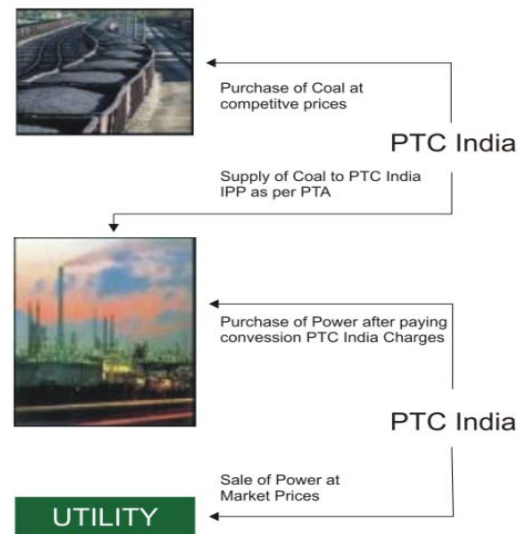 Purchase of Coal at
competitve prices
PTC India
Supply of Coal to PTC India
IPP as per PTA
Purchase of Power after paying
convession PTC India Charges
PTC India
Sale of Power at
Market Prices
UTILITY